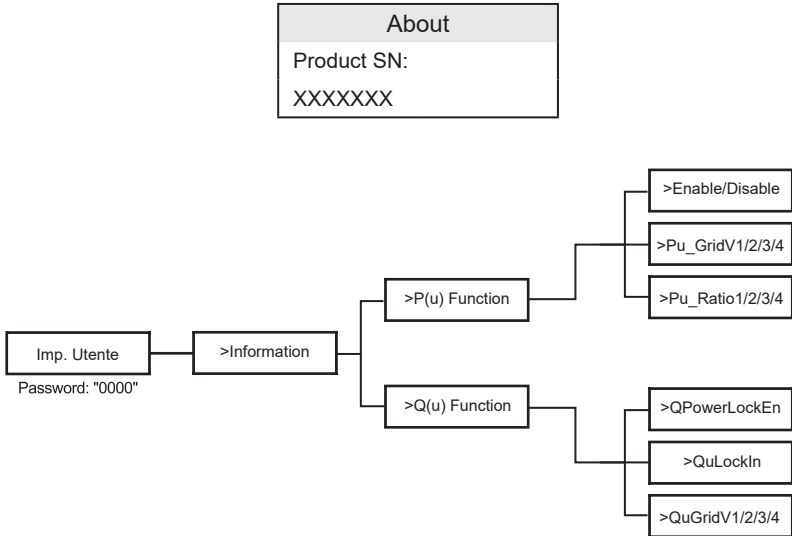 About
Product SN:
XXXXXXX
>Enable/Disable
>Pu_GridV1/2/3/4
>P(u) Function
>Pu_Ratio1/2/3/4
Imp. Utente
>Information
Password: "0000"
>Q(u) Function
>QPowerLockEn
>QuLockIn
>QuGridV1/2/3/4